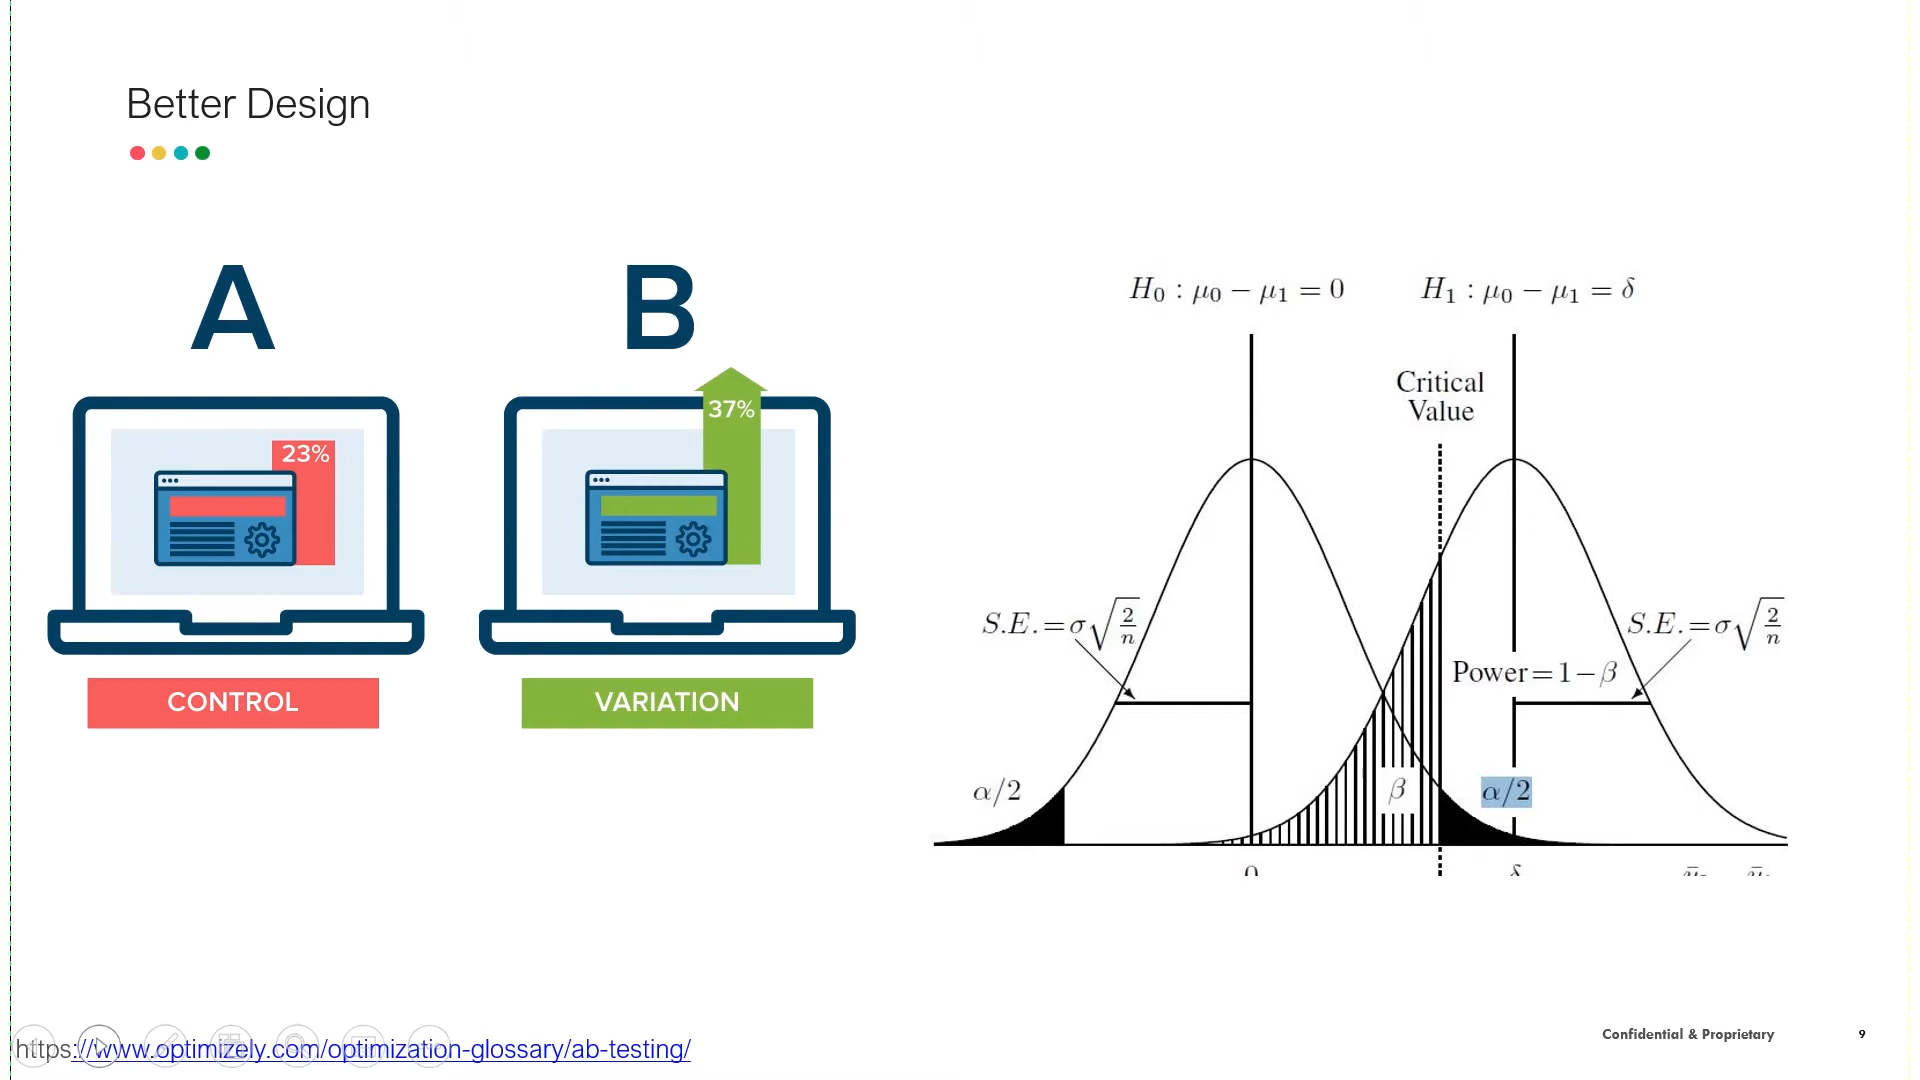 Better Design
A
B
23%
37%
CONTROL
VARIATION
H₀ : μ₀ − μ₁ = 0
H₁ : μ₀ − μ₁ = δ
Critical
Value
S.E. = σ√(2/n)
S.E. = σ√(2/n)
Power = 1 − β
α/2
β
α/2
0
δ
https://www.optimizely.com/optimization-glossary/ab-testing/
Confidential & Proprietary
9